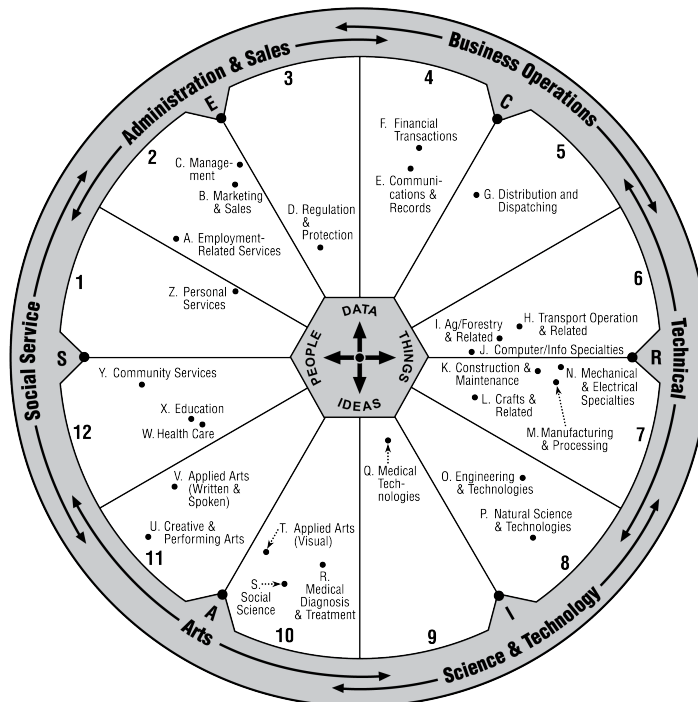 Administration & Sales
Business Operations
Technical
Science & Technology
Arts
Social Service
E
C
R
I
A
S
1
2
3
4
5
6
7
8
9
10
11
12
DATA
THINGS
IDEAS
PEOPLE
C. Manage-
ment
B. Marketing
& Sales
A. Employment-
Related Services
Z. Personal
Services
D. Regulation
&
Protection
F. Financial
Transactions
E. Communi-
cations &
Records
G. Distribution and
Dispatching
H. Transport Operation
& Related
I. Ag/Forestry
& Related
J. Computer/Info Specialties
K. Construction &
Maintenance
L. Crafts &
Related
N. Mechanical
& Electrical
Specialties
M. Manufacturing
& Processing
O. Engineering
& Technologies
P. Natural Science
& Technologies
Q. Medical
Tech-
nologies
Y. Community Services
X. Education
W. Health Care
V. Applied Arts
(Written &
Spoken)
U. Creative &
Performing Arts
T. Applied Arts
(Visual)
S.
Social
Science
R.
Medical
Diagnosis
& Treatment